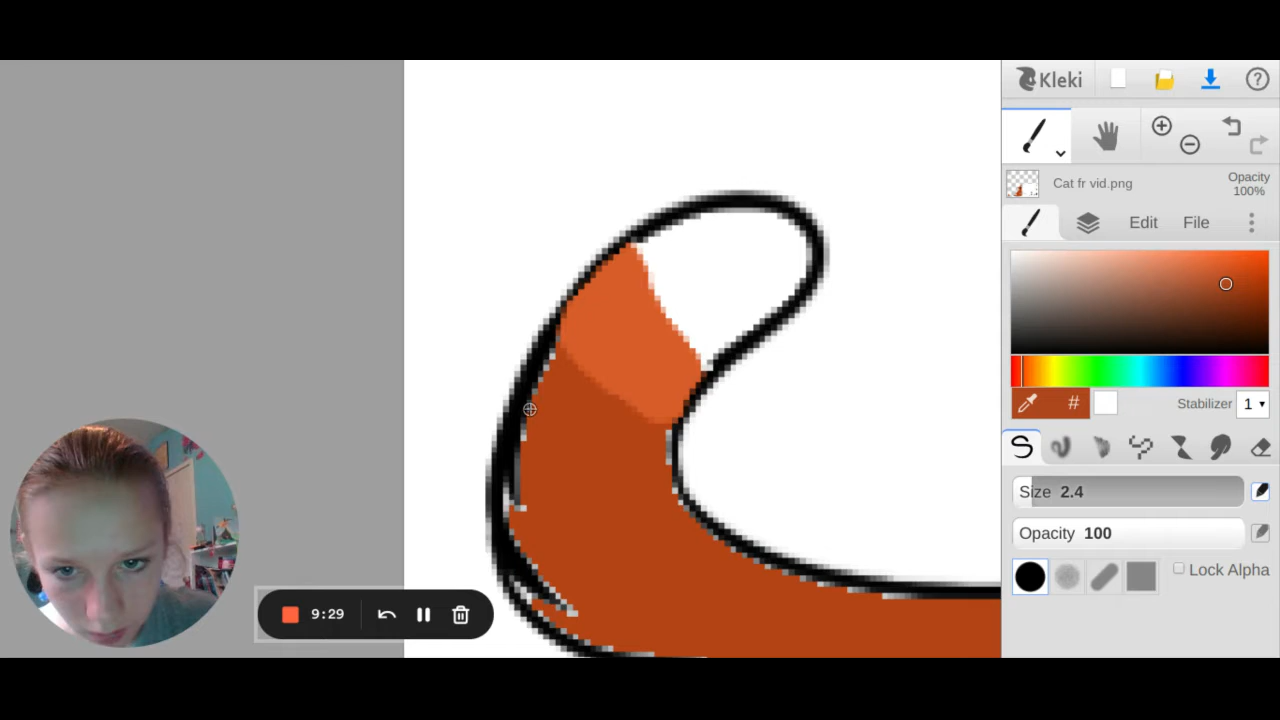 Kleki
?
Cat fr vid.png
Opacity
100%
Edit File
# Stabilizer 1
Size 2.4
9:29
Opacity 100
Lock Alpha